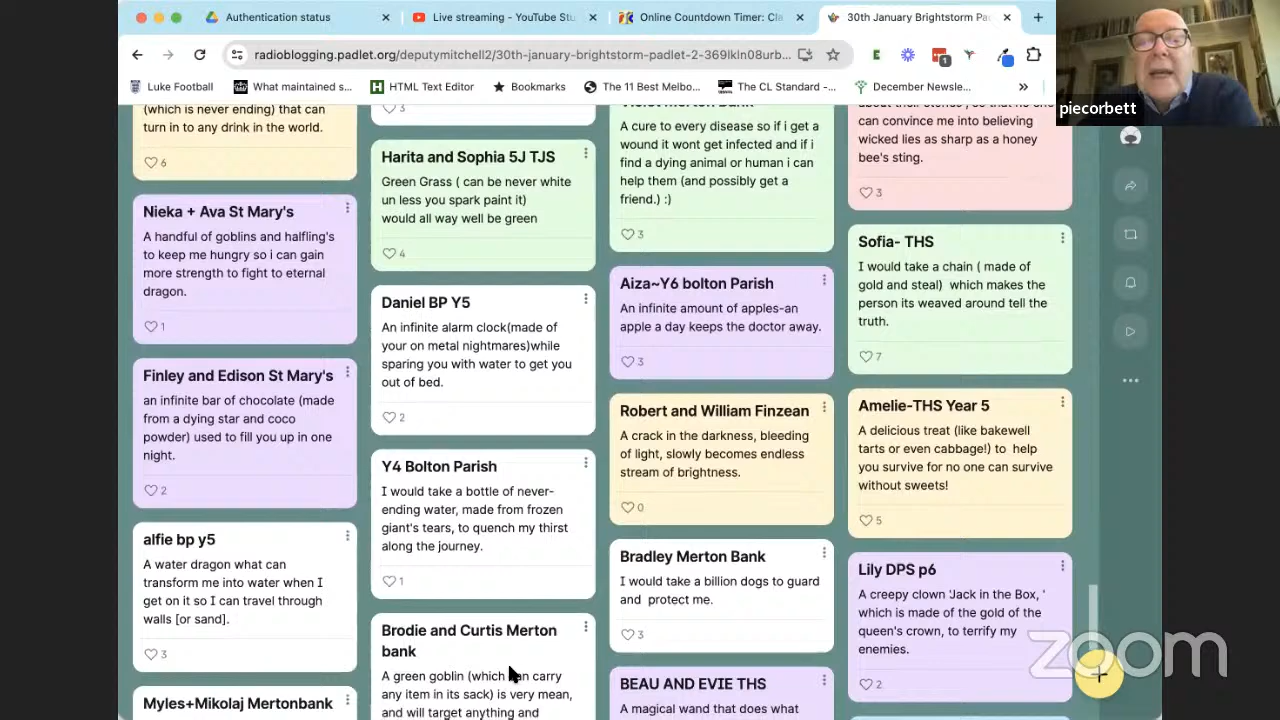 Authentication status
Live streaming - YouTube Stu
Online Countdown Timer: Cla
30th January Brightstorm Pa
radioblogging.padlet.org/deputymitchell2/30th-january-brightstorm-padlet-2-369lkln08urb...
Luke Football
What maintained s...
HTML Text Editor
Bookmarks
The 11 Best Melbo...
The CL Standard -...
December Newsle...
piecorbett
(which is never ending) that can
turn in to any drink in the world.
6
Nieka + Ava St Mary's
A handful of goblins and halfling's
to keep me hungry so i can gain
more strength to fight to eternal
dragon.
1
Finley and Edison St Mary's
an infinite bar of chocolate (made
from a dying star and coco
powder) used to fill you up in one
night.
2
alfie bp y5
A water dragon what can
transform me into water when I
get on it so I can travel through
walls [or sand].
3
Myles+Mikolaj Mertonbank
3
Harita and Sophia 5J TJS
Green Grass ( can be never white
un less you spark paint it)
would all way well be green
4
Daniel BP Y5
An infinite alarm clock(made of
your on metal nightmares)while
sparing you with water to get you
out of bed.
2
Y4 Bolton Parish
I would take a bottle of never-
ending water, made from frozen
giant's tears, to quench my thirst
along the journey.
1
Brodie and Curtis Merton
bank
A green goblin (which can carry
any item in its sack) is very mean,
and will target anything and
Violet Merton Bank
A cure to every disease so if i get a
wound it wont get infected and if i
find a dying animal or human i can
help them (and possibly get a
friend.) :)
3
Aiza~Y6 bolton Parish
An infinite amount of apples-an
apple a day keeps the doctor away.
3
Robert and William Finzean
A crack in the darkness, bleeding
of light, slowly becomes endless
stream of brightness.
0
Bradley Merton Bank
I would take a billion dogs to guard
and protect me.
3
BEAU AND EVIE THS
A magical wand that does what
about their stories , so that no one
can convince me into believing
wicked lies as sharp as a honey
bee's sting.
3
Sofia- THS
I would take a chain ( made of
gold and steal) which makes the
person its weaved around tell the
truth.
7
Amelie-THS Year 5
A delicious treat (like bakewell
tarts or even cabbage!) to help
you survive for no one can survive
without sweets!
5
Lily DPS p6
A creepy clown 'Jack in the Box, '
which is made of the gold of the
queen's crown, to terrify my
enemies.
2
zoom